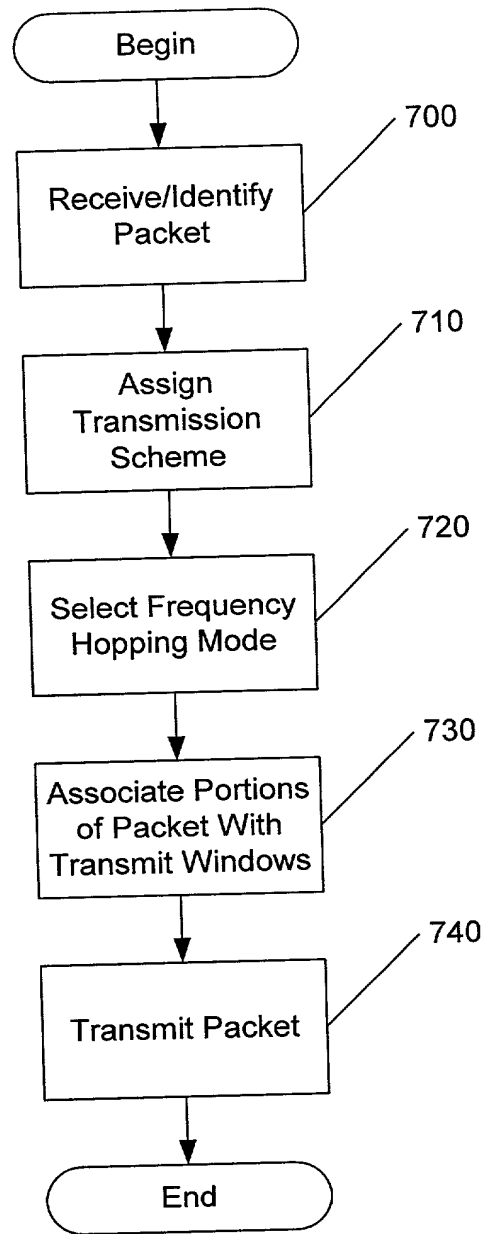 Begin
700
Receive/Identify
Packet
710
Assign
Transmission
Scheme
720
Select Frequency
Hopping Mode
730
Associate Portions
of Packet With
Transmit Windows
740
Transmit Packet
End